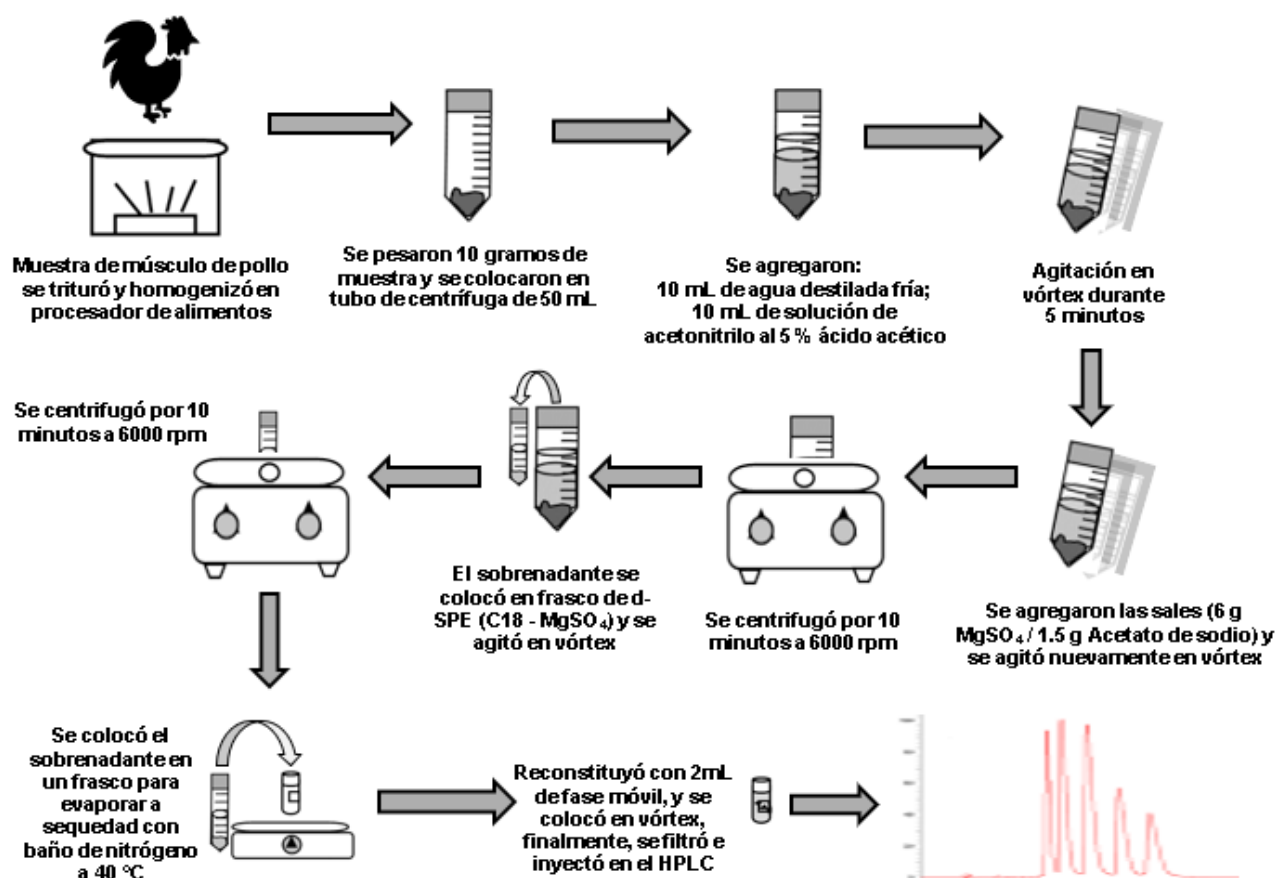 Muestra de músculo de pollo
se trituró y homogenizó en
procesador de alimentos
Se pesaron 10 gramos de
muestra y se colocaron en
tubo de centrífuga de 50 mL
Se agregaron:
10 mL de agua destilada fría;
10 mL de solución de
acetonitrilo al 5 % ácido acético
Agitación en
vórtex durante
5 minutos
Se agregaron las sales (6 g
MgSO₄ / 1.5 g Acetato de sodio) y
se agitó nuevamente en vórtex
Se centrifugó por 10
minutos a 6000 rpm
El sobrenadante se
colocó en frasco de d-
SPE (C18 - MgSO₄) y se
agitó en vórtex
Se centrifugó por 10
minutos a 6000 rpm
Se colocó el
sobrenadante en
un frasco para
evaporar a
sequedad con
baño de nitrógeno
a 40 °C
Reconstituyó con 2mL
de fase móvil, y se
colocó en vórtex,
finalmente, se filtró e
inyectó en el HPLC